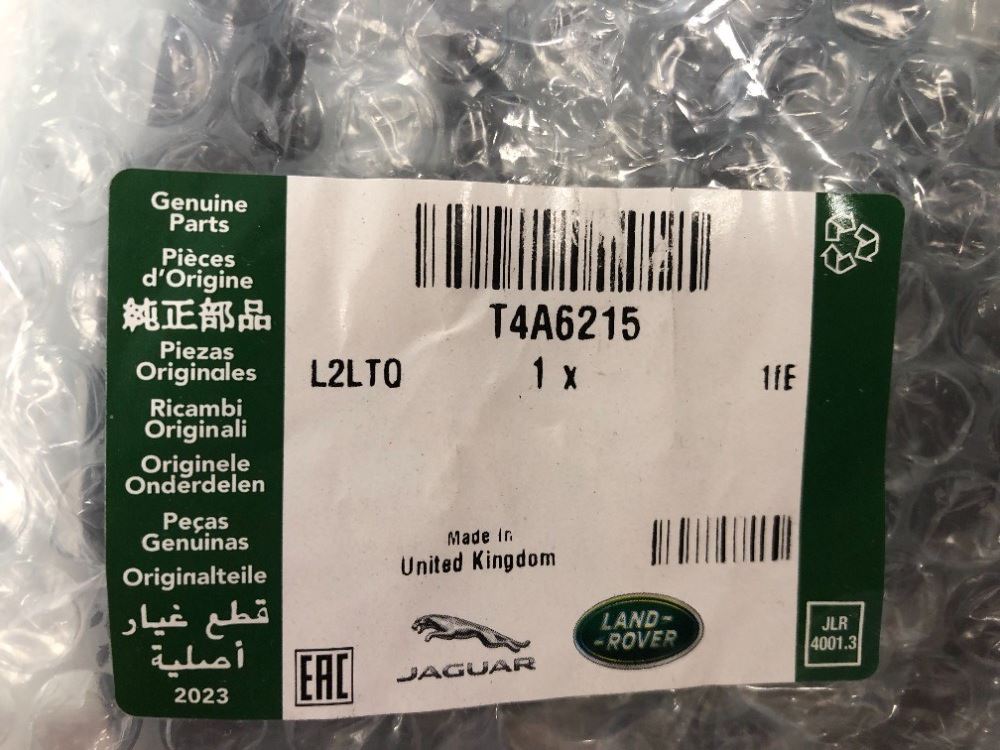 Genuine
Parts
Pièces
d'Origine
純正部品
Piezas
Originales
Ricambi
Originali
Originele
Onderdelen
Peças
Genuinas
Originalteile
قطع غيار
أصلية
2023
T4A6215
L2LTO 1 x 1fE
Made in
United Kingdom
EAC
JAGUAR
LAND-
-ROVER
JLR
4001.3